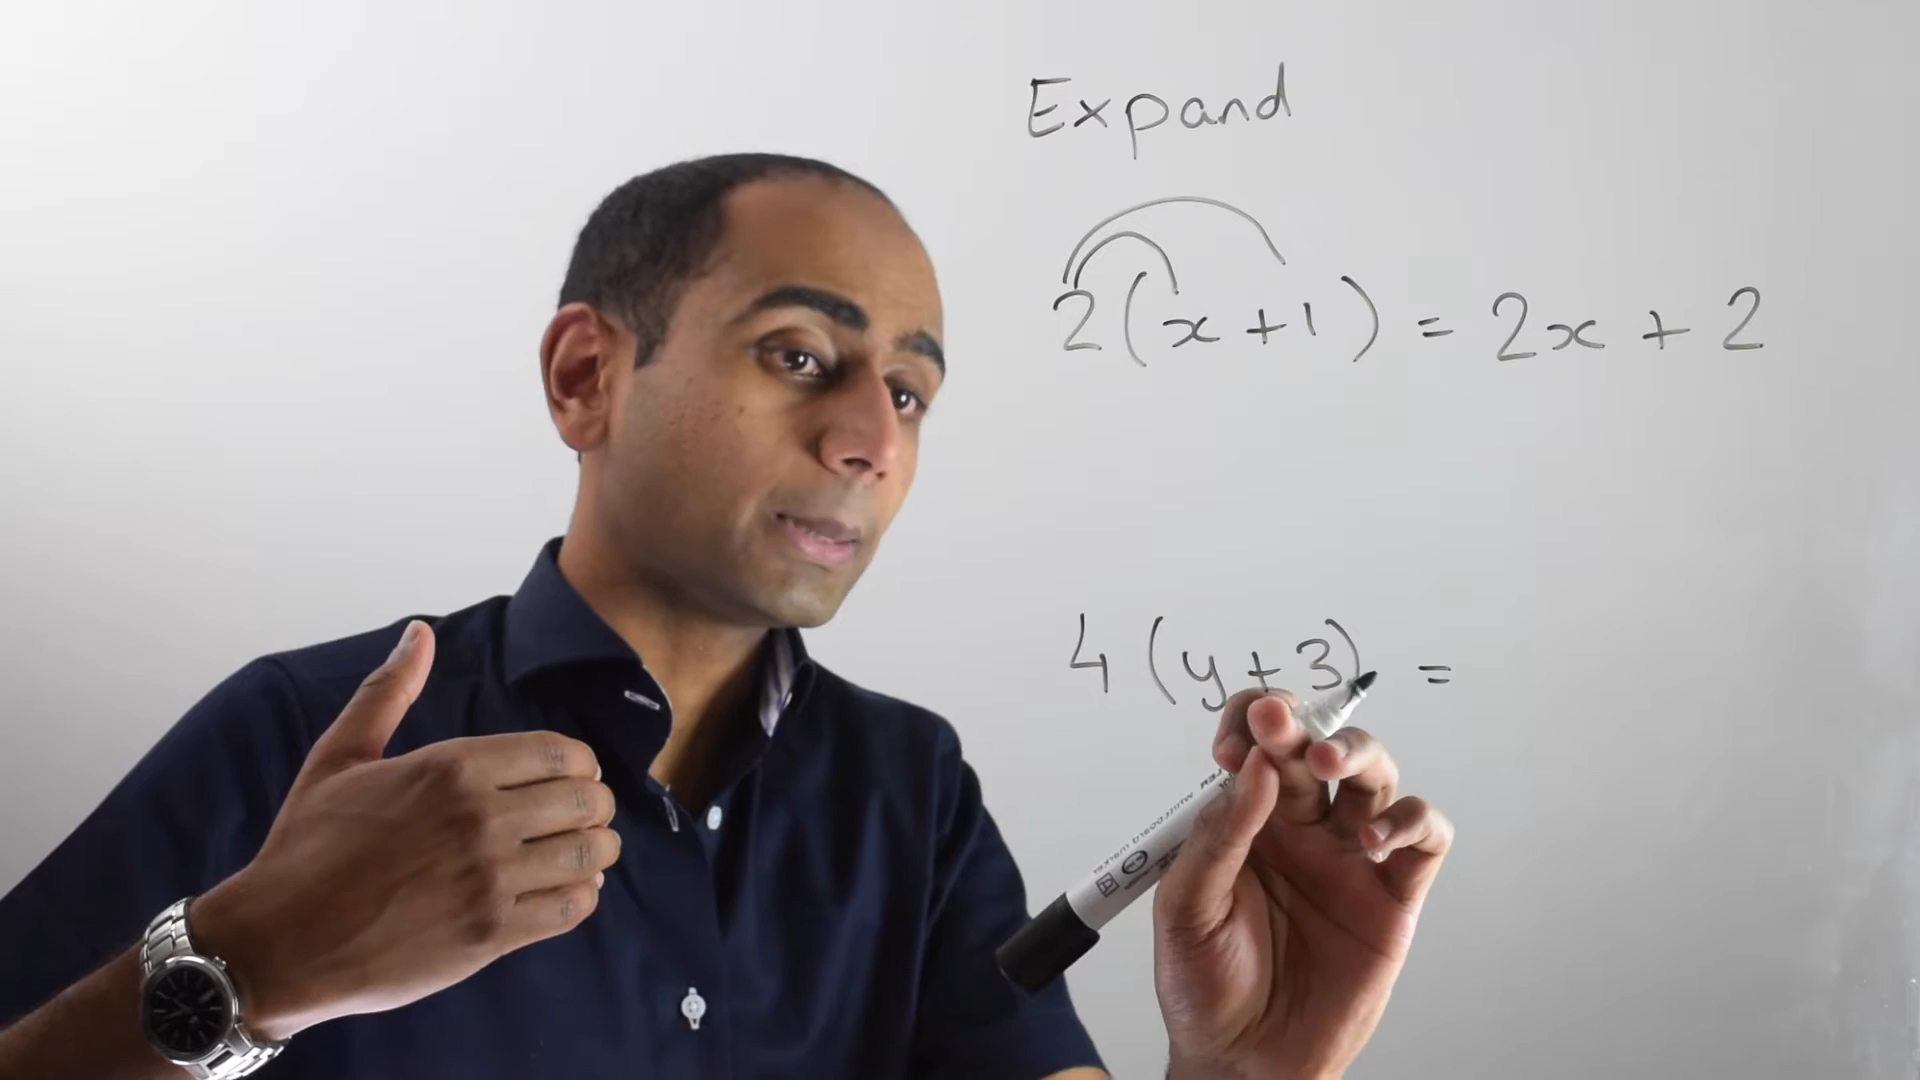 Expand
2(x+1) = 2x + 2
4(y+3) =